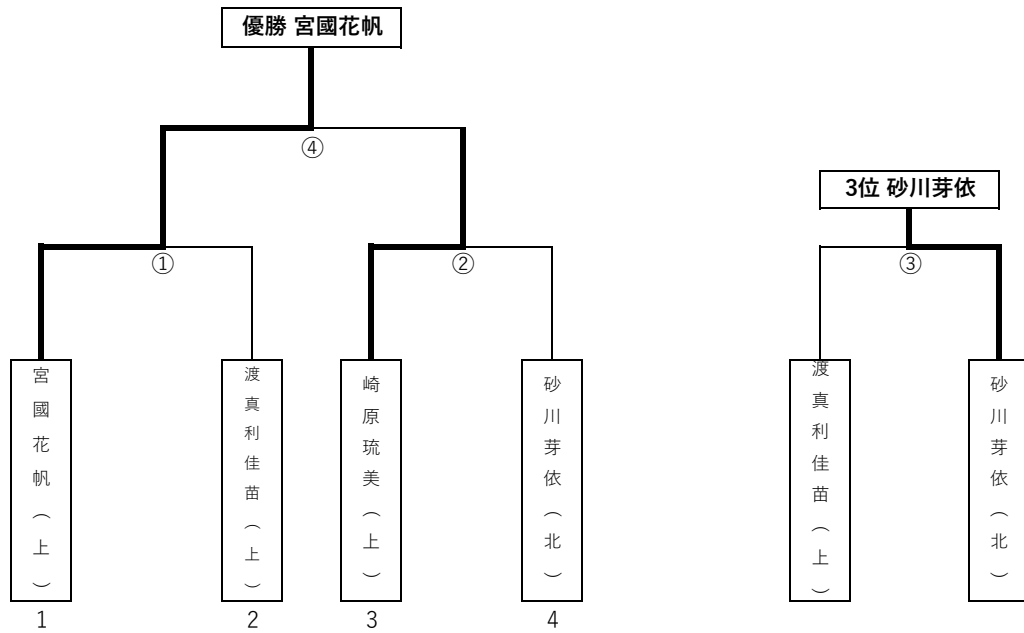 優勝 宮國花帆
④
3位 砂川芽依
①
②
③
宮國花帆(上)
渡真利佳苗(上)
崎原琉美(上)
砂川芽依(北)
渡真利佳苗(上)
砂川芽依(北)
1
2
3
4